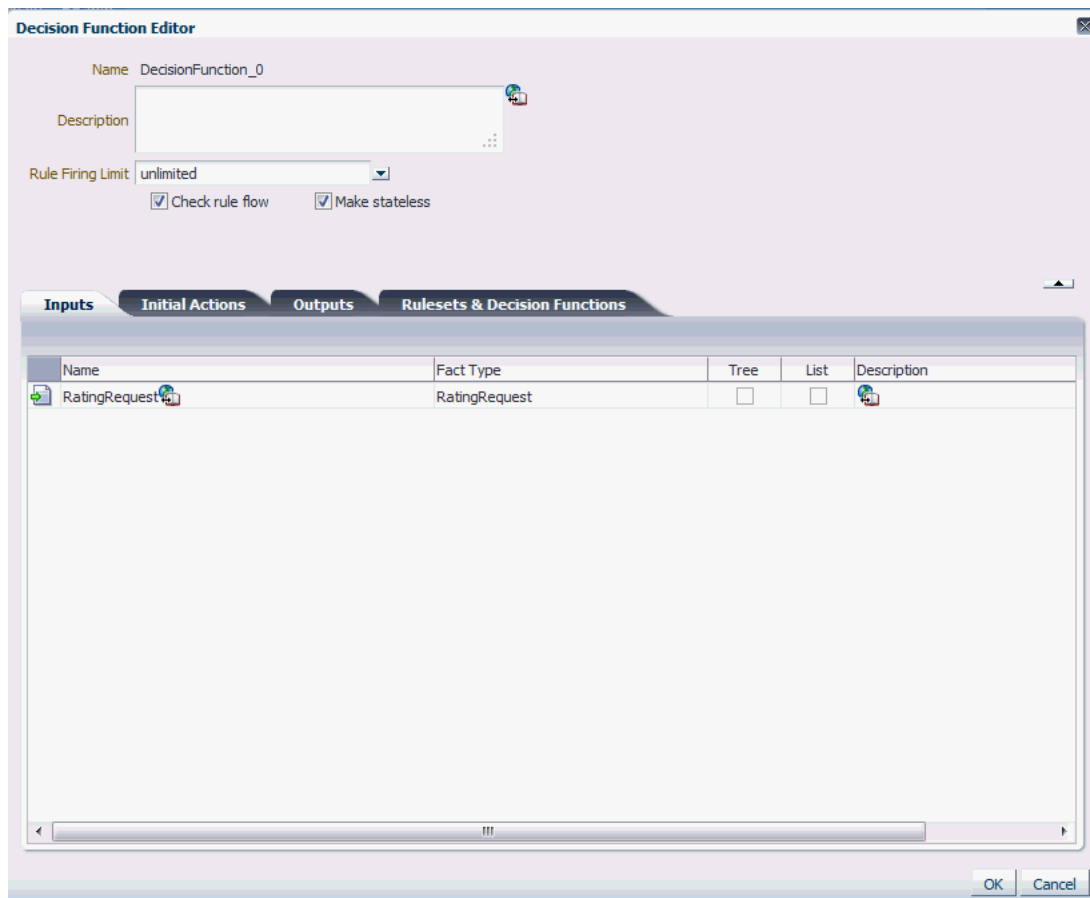 Decision Function Editor
Name DecisionFunction_0
Description
Rule Firing Limit unlimited
Check rule flow Make stateless
Inputs Initial Actions Outputs Rulesets & Decision Functions
Name Fact Type Tree List Description
RatingRequest RatingRequest
OK Cancel